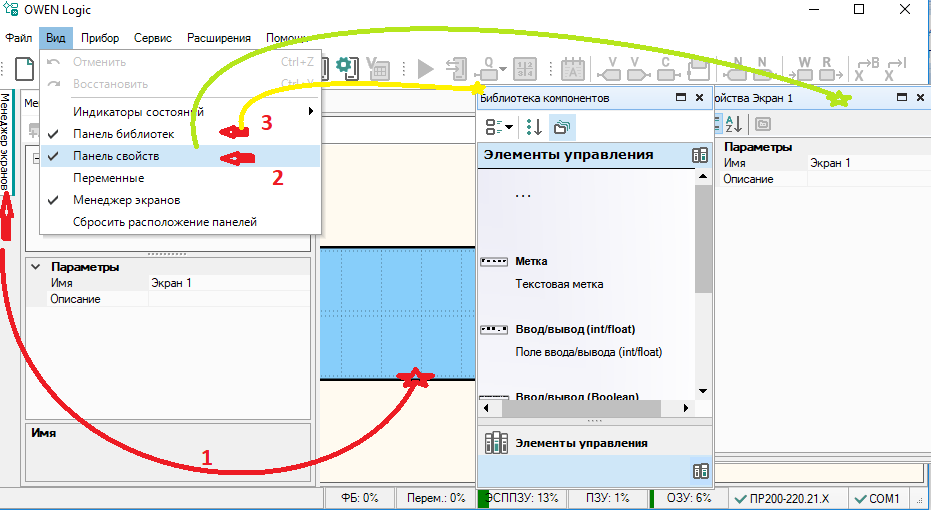 OWEN Logic
Файл Вид Прибор Сервис Расширения Помощь
Отменить Ctrl+Z
Восстановить Ctrl+Y
Индикаторы состояний
Панель библиотек
3
Панель свойств
2
Переменные
Менеджер экранов
Сбросить расположение панелей
Менеджер экранов
Параметры
Имя Экран 1
Описание
Имя
1
Библиотека компонентов
Элементы управления
...
Метка
Текстовая метка
Ввод/вывод (int/float)
Поле ввода/вывода (int/float)
Ввод/вывод (Boolean)
Элементы управления
ойства Экран 1
Параметры
Имя Экран 1
Описание
ФБ: 0% Перем.: 0% ЭСППЗУ: 13% ПЗУ: 1% ОЗУ: 6% ПР200-220.21.X COM1